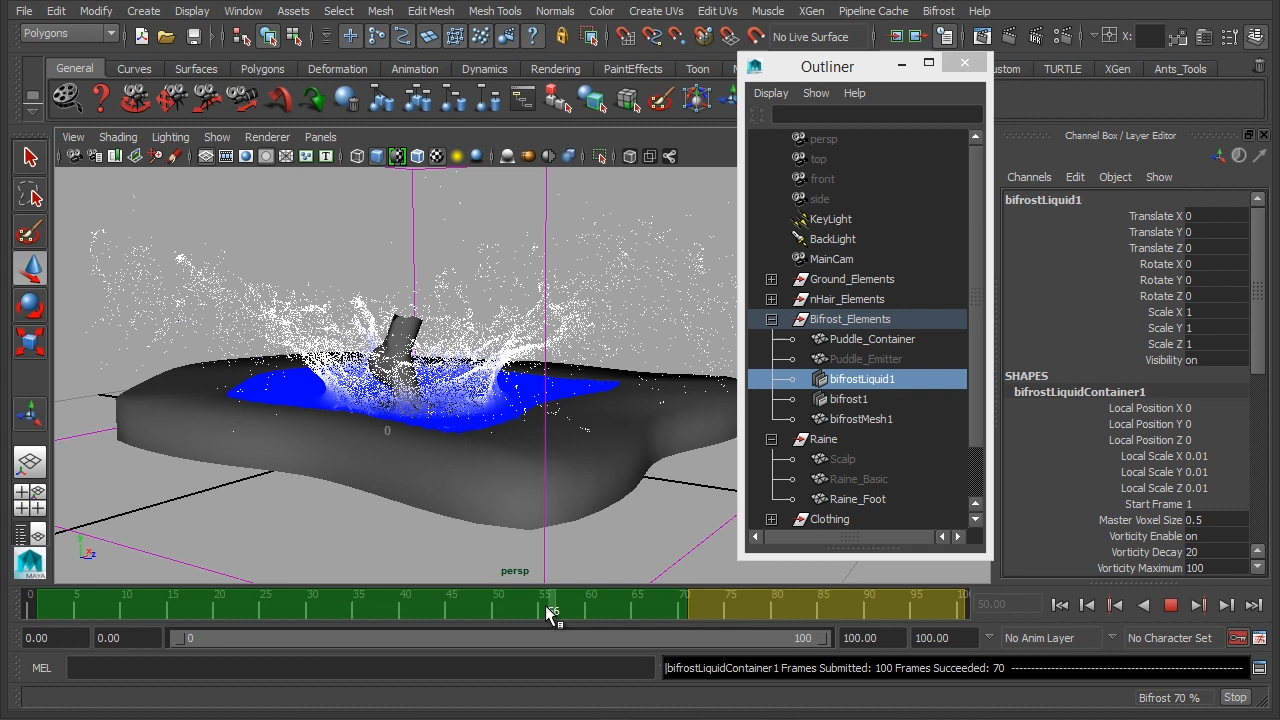 File Edit Modify Create Display Window Assets Select Mesh Edit Mesh Mesh Tools Normals Color Create UVs Edit UVs Muscle XGen Pipeline Cache Bifrost Help
Polygons No Live Surface X:
General Curves Surfaces Polygons Deformation Animation Dynamics Rendering PaintEffects Toon ustom TURTLE XGen Ants_Tools
View Shading Lighting Show Renderer Panels
Outliner
Display Show Help
persp
top
front
side
KeyLight
BackLight
MainCam
Ground_Elements
nHair_Elements
Bifrost_Elements
Puddle_Container
Puddle_Emitter
bifrostLiquid1
bifrost1
bifrostMesh1
Raine
Scalp
Raine_Basic
Raine_Foot
Clothing
Channel Box / Layer Editor
Channels Edit Object Show
bifrostLiquid1
Translate X 0
Translate Y 0
Translate Z 0
Rotate X 0
Rotate Y 0
Rotate Z 0
Scale X 1
Scale Y 1
Scale Z 1
Visibility on
SHAPES
bifrostLiquidContainer1
Local Position X 0
Local Position Y 0
Local Position Z 0
Local Scale X 0.01
Local Scale Y 0.01
Local Scale Z 0.01
Start Frame 1
Master Voxel Size 0.5
Vorticity Enable on
Vorticity Decay 20
Vorticity Maximum 100
0
persp
MAYA
0 5 10 15 20 25 30 35 40 45 50 55 60 65 70 75 80 85 90 95 50.00
0.00 0.00 0 100 100.00 100.00 No Anim Layer No Character Set
MEL bifrostLiquidContainer1 Frames Submitted: 100 Frames Succeeded: 70
Bifrost 70 % Stop